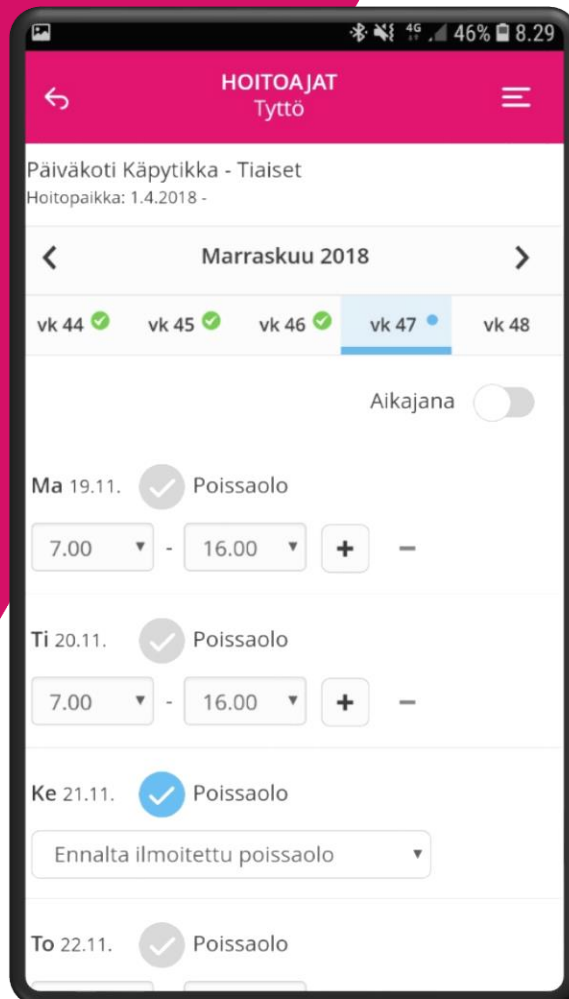 4G 46% 8.29
HOITOAJAT
Tyttö
Päiväkoti Käpytikka - Tiaiset
Hoitopaikka: 1.4.2018 -
Marraskuu 2018
vk 44 vk 45 vk 46 vk 47 vk 48
Aikajana
Ma 19.11. Poissaolo
7.00 - 16.00 + −
Ti 20.11. Poissaolo
7.00 - 16.00 + −
Ke 21.11. Poissaolo
Ennalta ilmoitettu poissaolo
To 22.11. Poissaolo